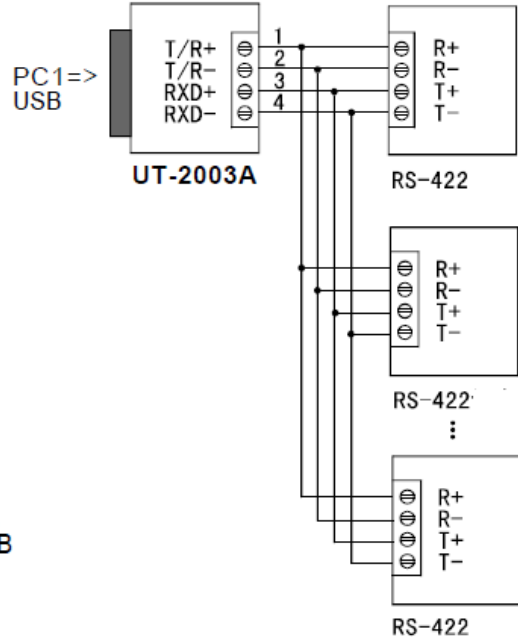 PC1=>
USB
T/R+
T/R-
RXD+
RXD-
1
2
3
4
UT-2003A
R+
R-
T+
T-
RS-422
R+
R-
T+
T-
RS-422
R+
R-
T+
T-
RS-422
B